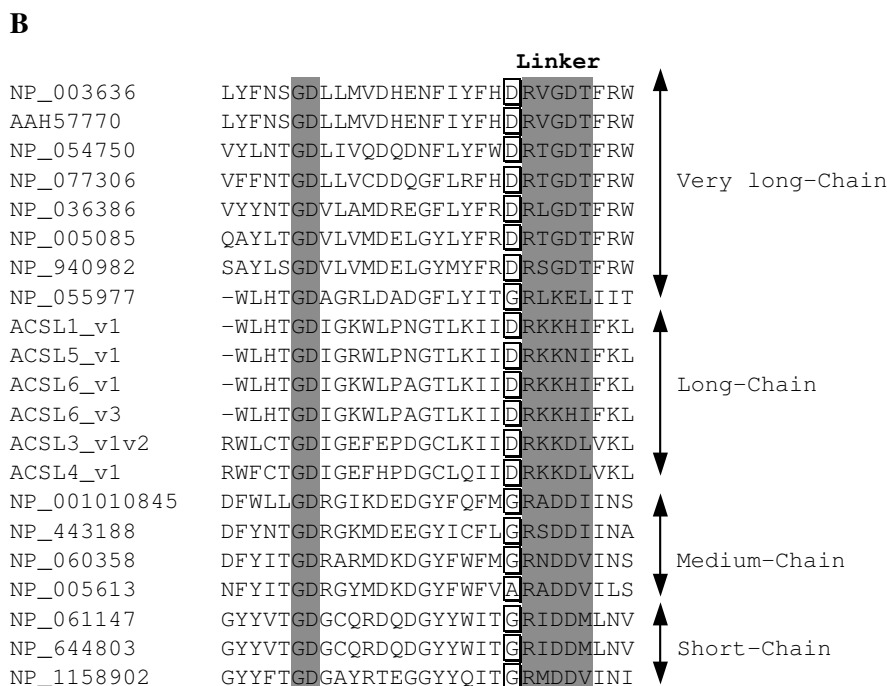 B
Linker
NP_003636 LYFNSGDLLMVDHENFIYFHDRVGDTFRW
AAH57770 LYFNSGDLLMVDHENFIYFHDRVGDTFRW
NP_054750 VYLNTGDLIVQDQDNFLYFWDRTGDTFRW
NP_077306 VFFNTGDLLVCDDQGFLRFHDRTGDTFRW
Very long-Chain
NP_036386 VYYNTGDVLAMDREGFLYFRDRLGDTFRW
NP_005085 QAYLTGDVLVMDELGYLYFRDRTGDTFRW
NP_940982 SAYLSGDVLVMDELGYMYFRDRSGDTFRW
NP_055977 -WLHTGDAGRLDADGFLYITGRLKELIIT
ACSL1_v1 -WLHTGDIGKWLPNGTLKIIDRKKHIFKL
ACSL5_v1 -WLHTGDIGRWLPNGTLKIIDRKKNIFKL
ACSL6_v1 -WLHTGDIGKWLPAGTLKIIDRKKHIFKL
Long-Chain
ACSL6_v3 -WLHTGDIGKWLPAGTLKIIDRKKHIFKL
ACSL3_v1v2 RWLCTGDIGEFEPDGCLKIIDRKKDLVKL
ACSL4_v1 RWFCTGDIGEFHPDGCLQIIDRKKDLVKL
NP_001010845 DFWLLGDRGIKDEDGYFQFMGRADDIINS
NP_443188 DFYNTGDRGKMDEEGYICFLGRSDDIINA
NP_060358 DFYITGDRARMDKDGYFWFMGRNDDVINS
Medium-Chain
NP_005613 NFYITGDRGYMDKDGYFWFVARADDVILS
NP_061147 GYYVTGDGCQRDQDGYYWITGRIDDMLNV
NP_644803 GYYVTGDGCQRDQDGYYWITGRIDDMLNV
Short-Chain
NP_1158902 GYYFTGDGAYRTEGGYYQITGRMDDVINI